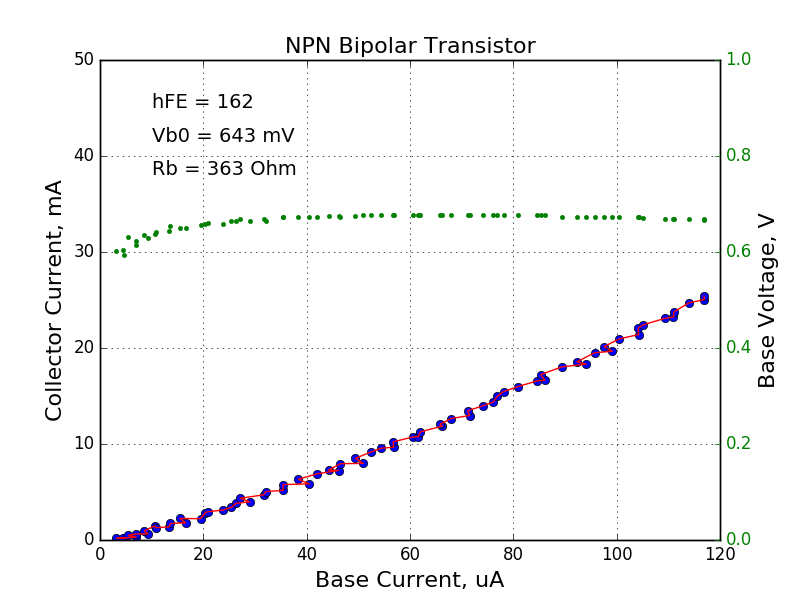 NPN Bipolar Transistor
hFE = 162
Vb0 = 643 mV
Rb = 363 Ohm
50
40
30
20
10
0
Collector Current, mA
1.0
0.8
0.6
0.4
0.2
0.0
Base Voltage, V
0 20 40 60 80 100 120
Base Current, uA